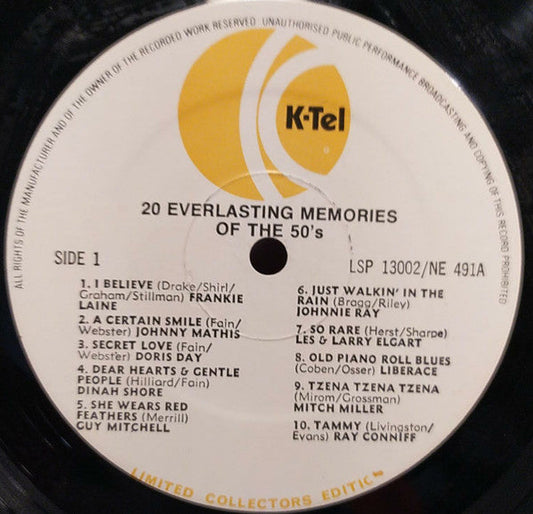 ALL RIGHTS OF THE MANUFACTURER AND OF THE OWNER OF THE RECORDED WORK RESERVED. UNAUTHORISED PUBLIC PERFORMANCE BROADCASTING AND COPYING OF THIS RECORD PROHIBITED
K-Tel
20 EVERLASTING MEMORIES
OF THE 50's
SIDE 1
LSP 13002/NE 491A
1. I BELIEVE (Drake/Shirl/
Graham/Stillman) FRANKIE
LAINE
2. A CERTAIN SMILE (Fain/
Webster) JOHNNY MATHIS
3. SECRET LOVE (Fain/
Webster) DORIS DAY
4. DEAR HEARTS & GENTLE
PEOPLE (Hilliard/Fain)
DINAH SHORE
5. SHE WEARS RED
FEATHERS (Merrill)
GUY MITCHELL
6. JUST WALKIN' IN THE
RAIN (Bragg/Riley)
JOHNNIE RAY
7. SO RARE (Herst/Sharpe)
LES & LARRY ELGART
8. OLD PIANO ROLL BLUES
(Coben/Osser) LIBERACE
9. TZENA TZENA TZENA
(Mirom/Grossman)
MITCH MILLER
10. TAMMY (Livingston/
Evans) RAY CONNIFF
LIMITED COLLECTORS EDITION